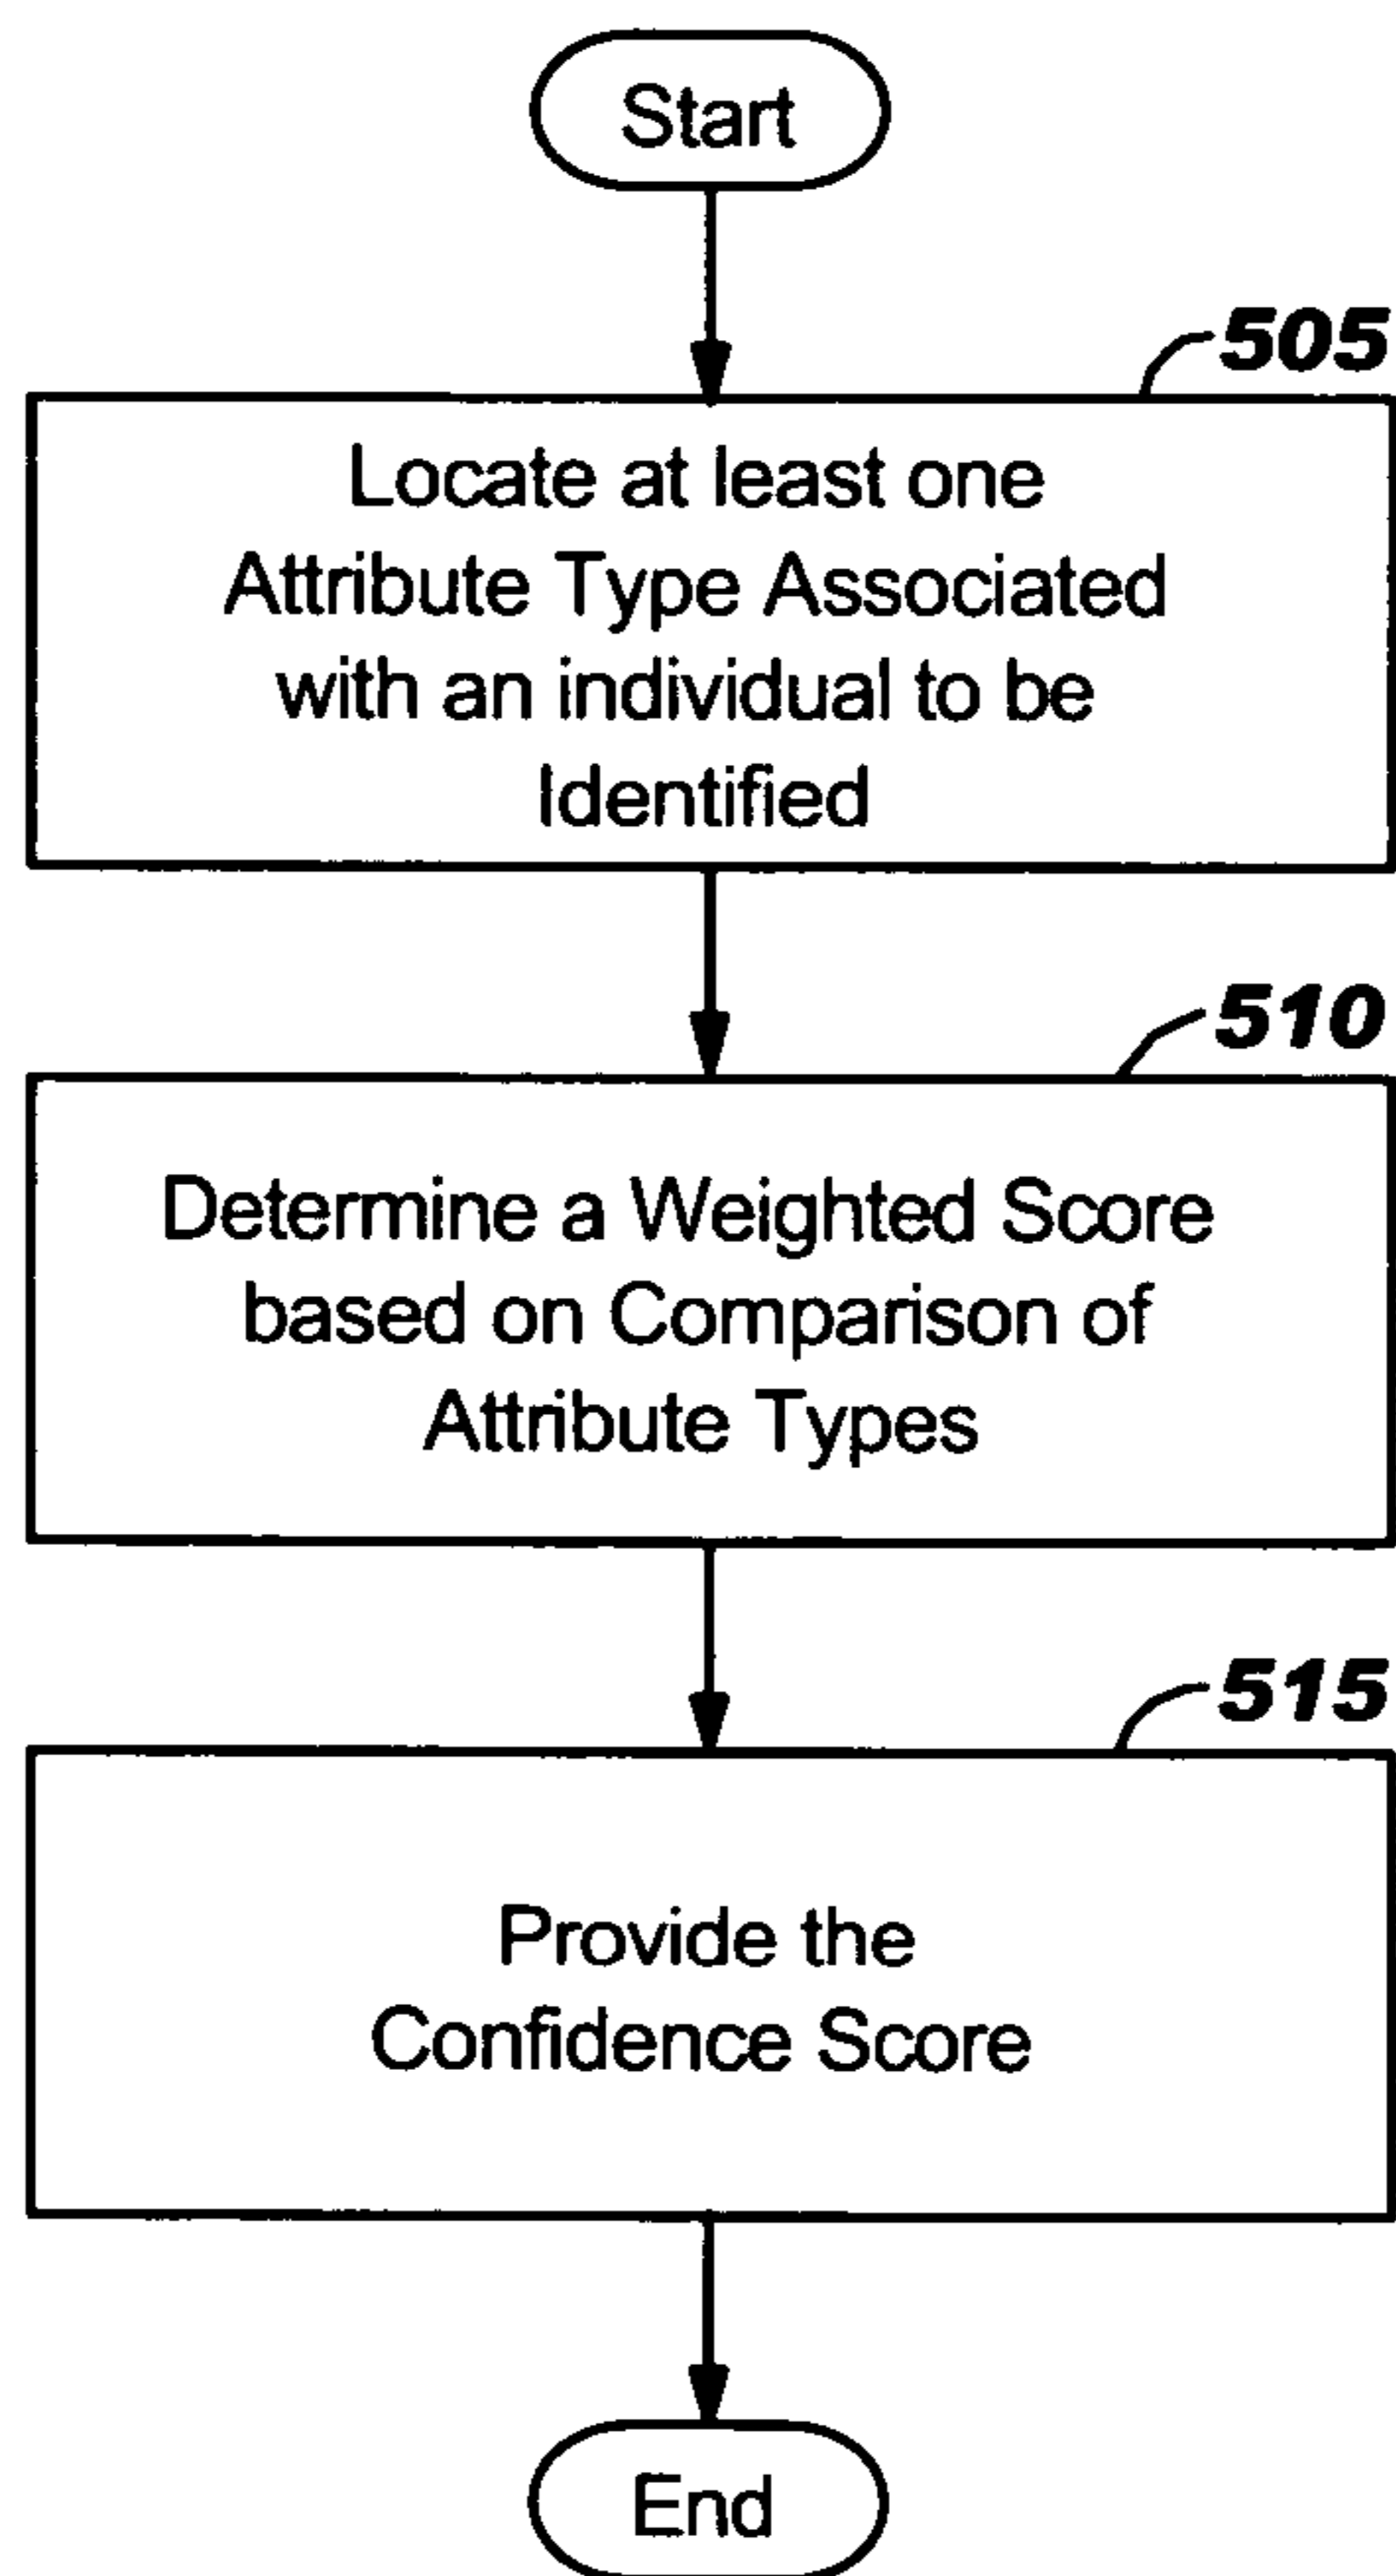 Start
505
Locate at least one
Attribute Type Associated
with an individual to be
Identified
510
Determine a Weighted Score
based on Comparison of
Attribute Types
515
Provide the
Confidence Score
End